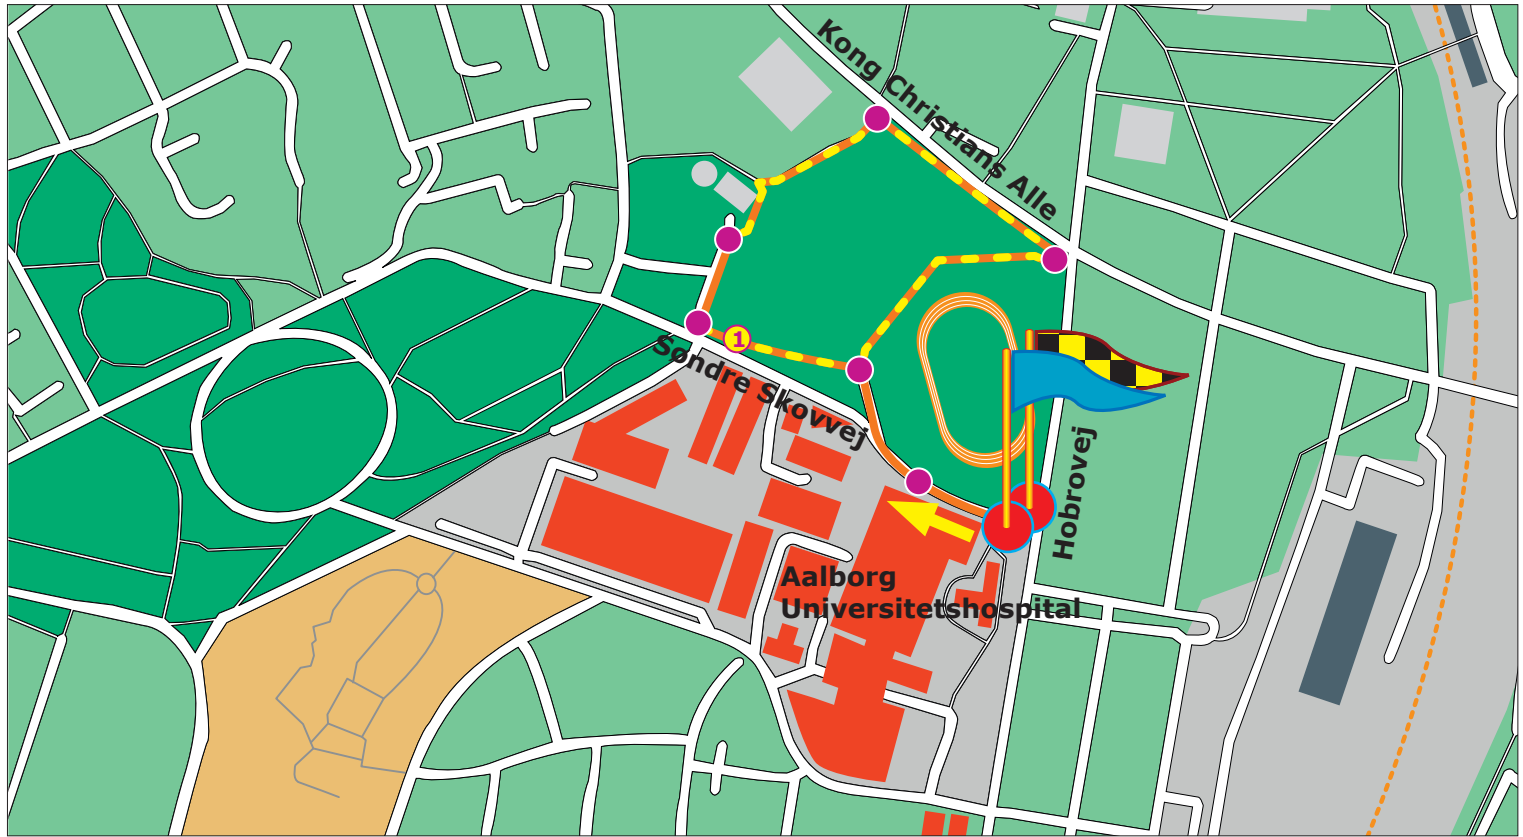 Kong Christians Alle
1
Søndre Skovvej
Hobrovej
Aalborg
Universitetshospital